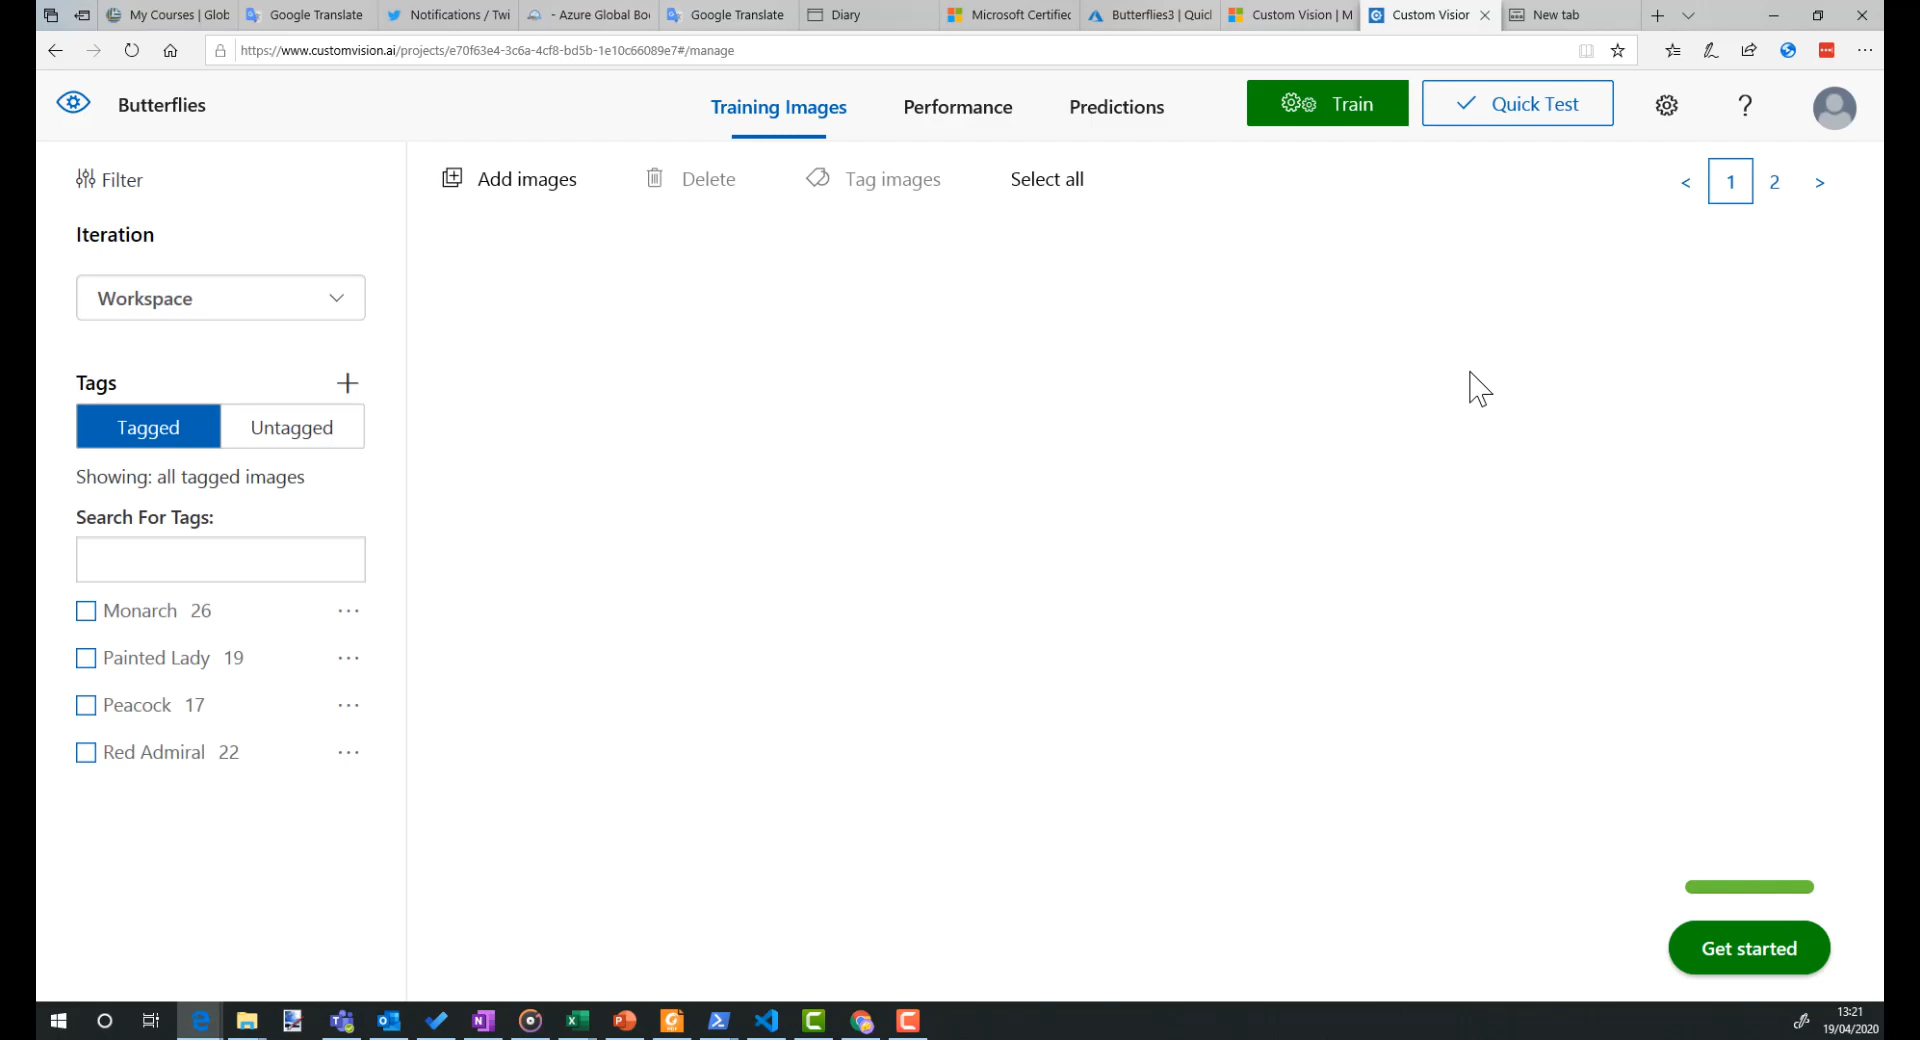 My Courses | Glob
Google Translate
Notifications / Twi
- Azure Global Bo
Google Translate
Diary
Microsoft Certified
Butterflies3 | Quicl
Custom Vision | M
Custom Vision
New tab
https://www.customvision.ai/projects/e70f63e4-3c6a-4cf8-bd5b-1e10c66089e7#/manage
Butterflies
Training Images
Performance
Predictions
Train
Quick Test
?
Filter
Add images
Delete
Tag images
Select all
< 1 2 >
Iteration
Workspace
Tags
Tagged
Untagged
Showing: all tagged images
Search For Tags:
Monarch 26 ...
Painted Lady 19 ...
Peacock 17 ...
Red Admiral 22 ...
Get started
13:21
19/04/2020